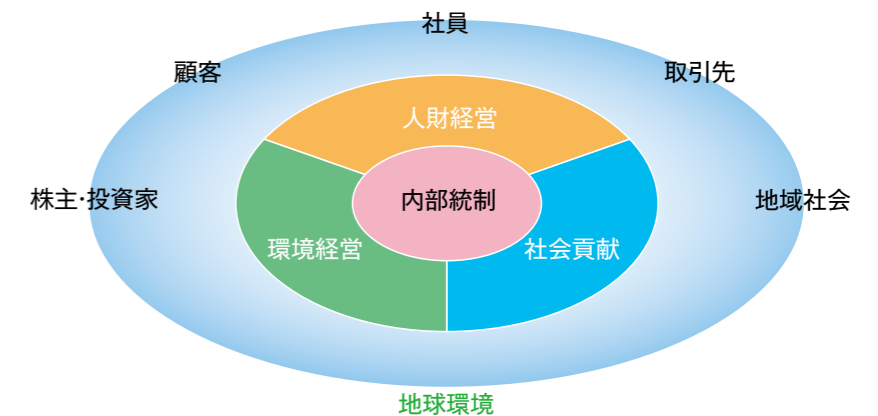 社員
顧客
取引先
人財経営
株主・投資家
内部統制
地域社会
環境経営
社会貢献
地球環境